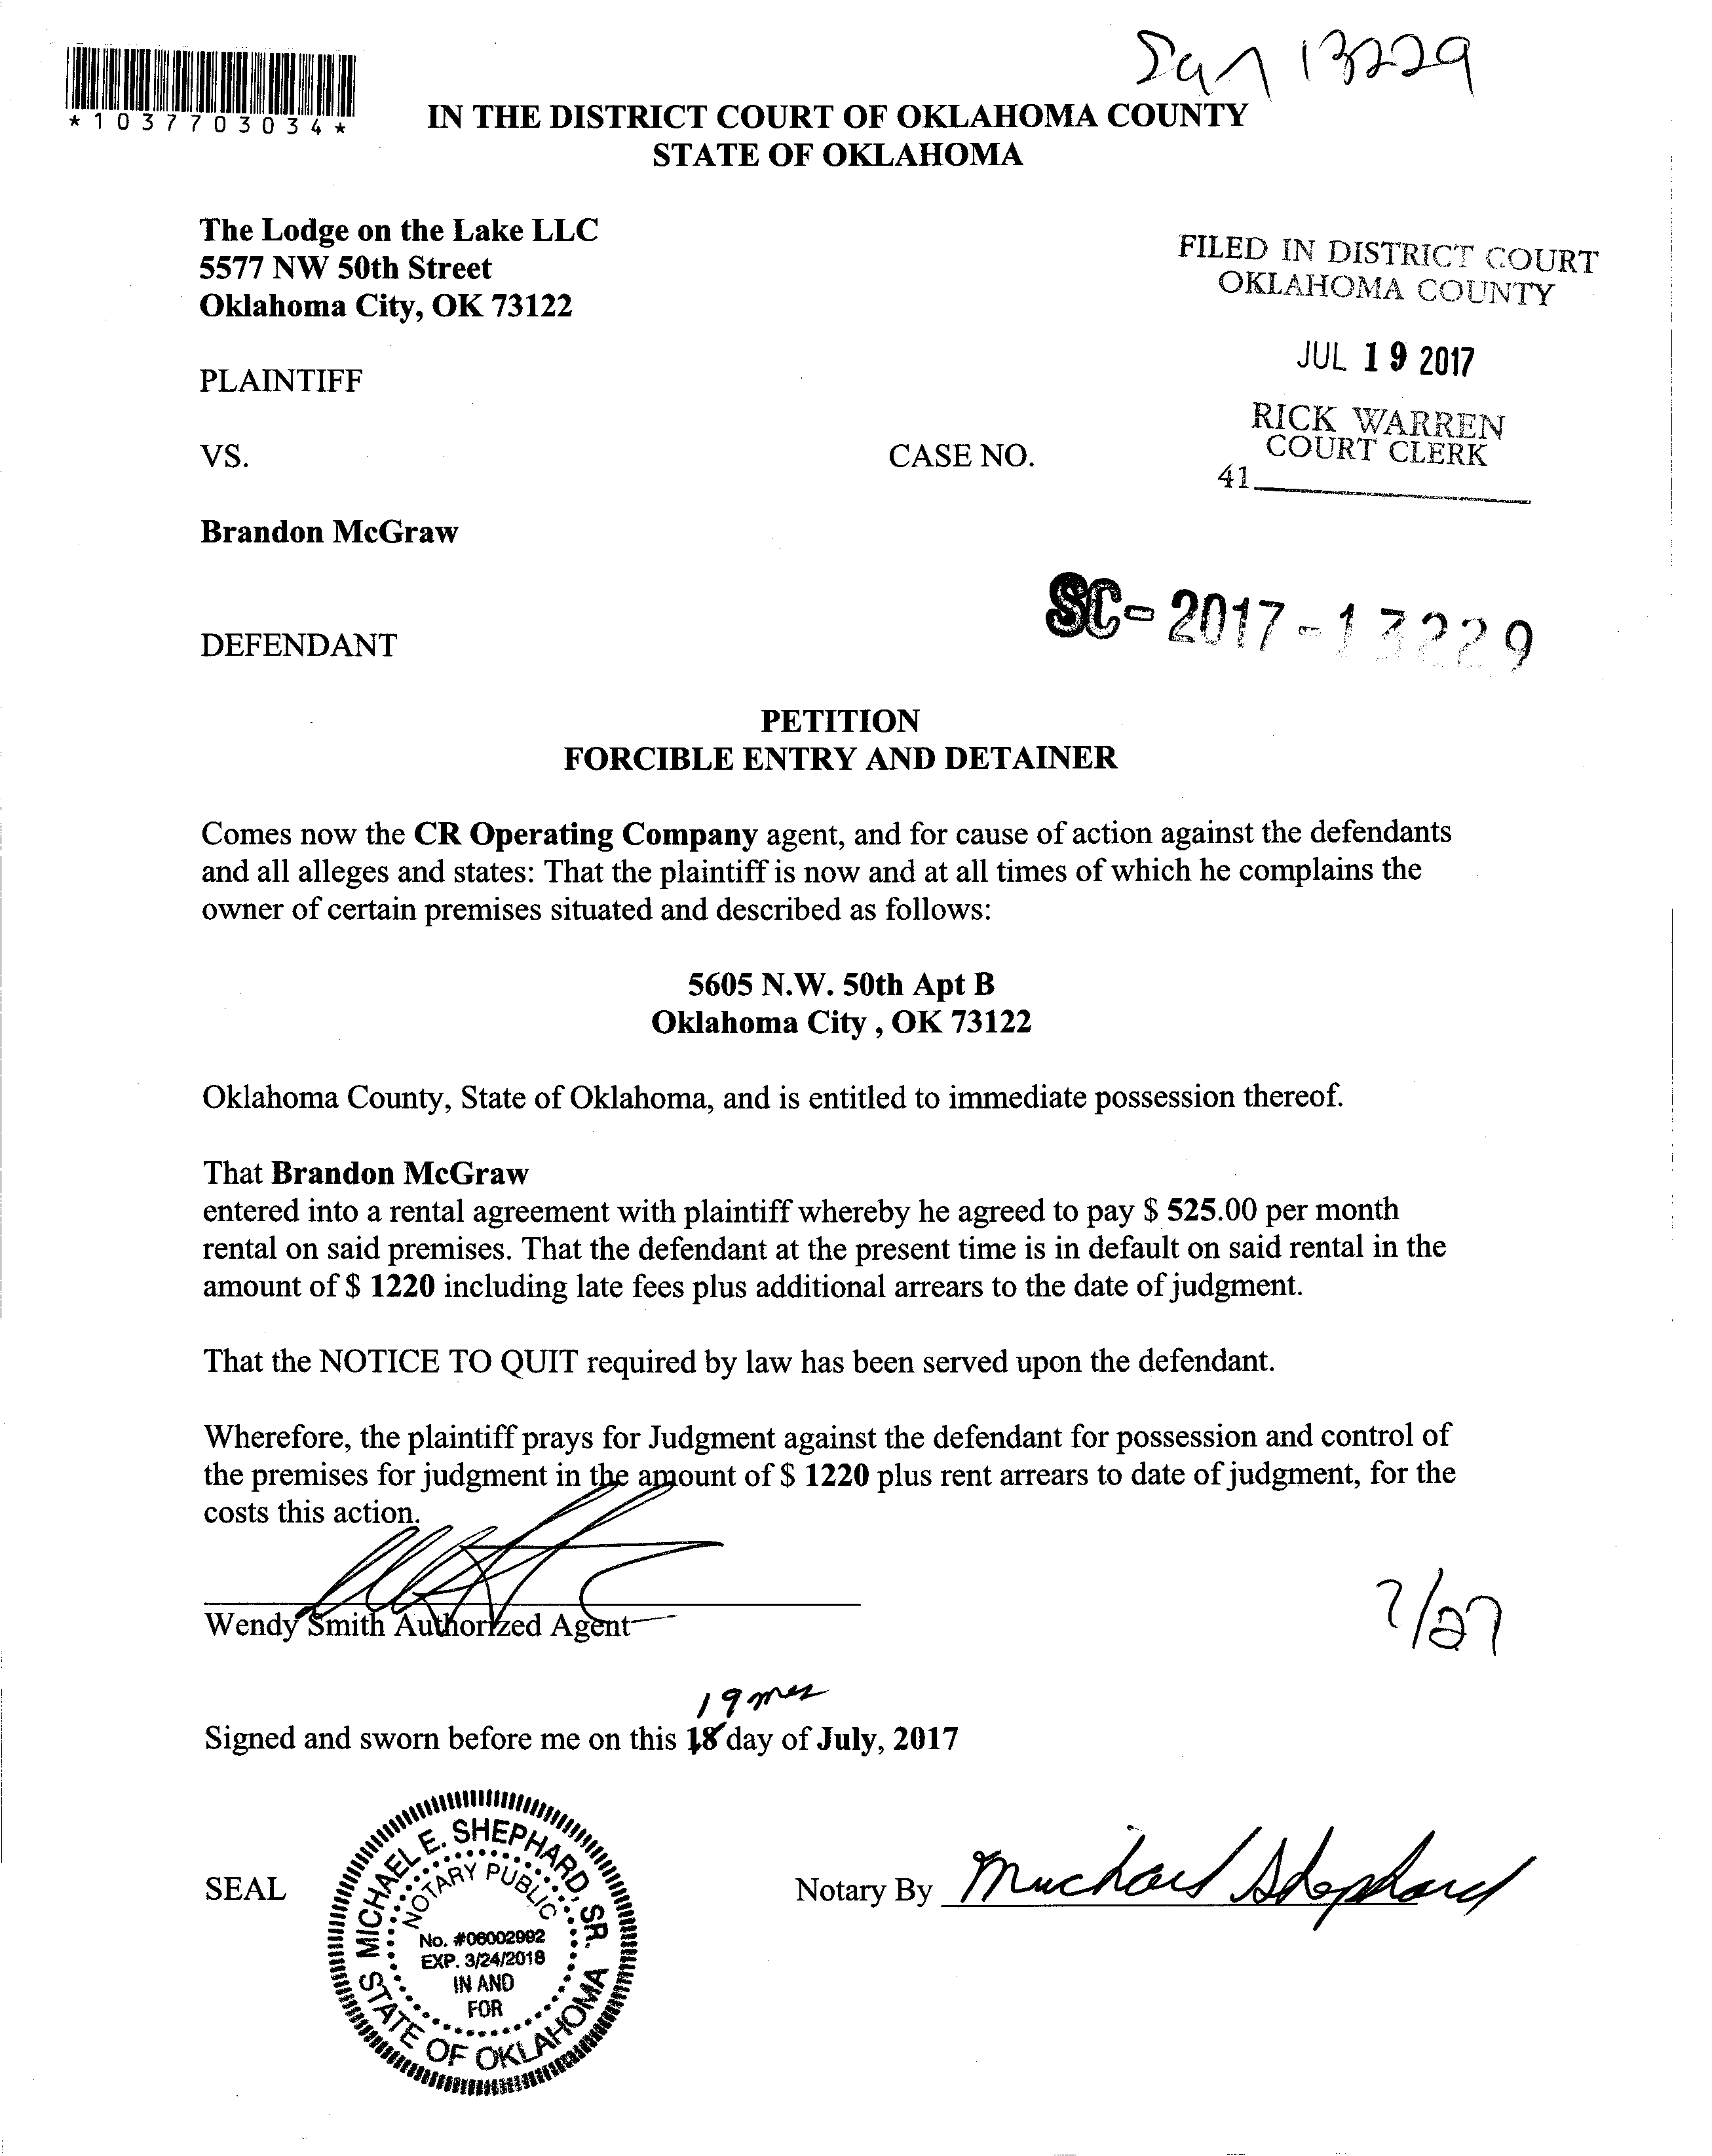 13229
*1037703034*
IN THE DISTRICT COURT OF OKLAHOMA COUNTY
STATE OF OKLAHOMA
The Lodge on the Lake LLC
5577 NW 50th Street
Oklahoma City, OK 73122
FILED IN DISTRICT COURT
OKLAHOMA COUNTY
JUL 19 2017
PLAINTIFF
RICK WARREN
COURT CLERK
VS.
CASE NO.
41
Brandon McGraw
SC-2017-13229
DEFENDANT
PETITION
FORCIBLE ENTRY AND DETAINER
Comes now the CR Operating Company agent, and for cause of action against the defendants
and all alleges and states: That the plaintiff is now and at all times of which he complains the
owner of certain premises situated and described as follows:
5605 N.W. 50th Apt B
Oklahoma City , OK 73122
Oklahoma County, State of Oklahoma, and is entitled to immediate possession thereof.
That Brandon McGraw
entered into a rental agreement with plaintiff whereby he agreed to pay $ 525.00 per month
rental on said premises. That the defendant at the present time is in default on said rental in the
amount of $ 1220 including late fees plus additional arrears to the date of judgment.
That the NOTICE TO QUIT required by law has been served upon the defendant.
Wherefore, the plaintiff prays for Judgment against the defendant for possession and control of
the premises for judgment in the amount of $ 1220 plus rent arrears to date of judgment, for the
costs this action.
Wendy Smith Authorized Agent
7/27
19 mes
Signed and sworn before me on this 18 day of July, 2017
SEAL
MICHAEL E. SHEPHARD, SR.
NOTARY PUBLIC
No. #06002992
EXP. 3/24/2018
IN AND
FOR
STATE OF OKLAHOMA
Notary By Michael Shephard